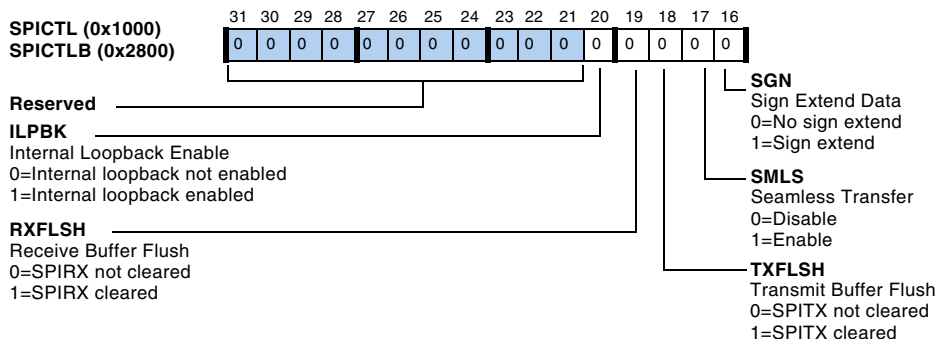 SPICTL (0x1000)
SPICTLB (0x2800)
31 30 29 28 27 26 25 24 23 22 21 20 19 18 17 16
0 0 0 0 0 0 0 0 0 0 0 0 0 0 0 0
Reserved
ILPBK
Internal Loopback Enable
0=Internal loopback not enabled
1=Internal loopback enabled
RXFLSH
Receive Buffer Flush
0=SPIRX not cleared
1=SPIRX cleared
SGN
Sign Extend Data
0=No sign extend
1=Sign extend
SMLS
Seamless Transfer
0=Disable
1=Enable
TXFLSH
Transmit Buffer Flush
0=SPITX not cleared
1=SPITX cleared